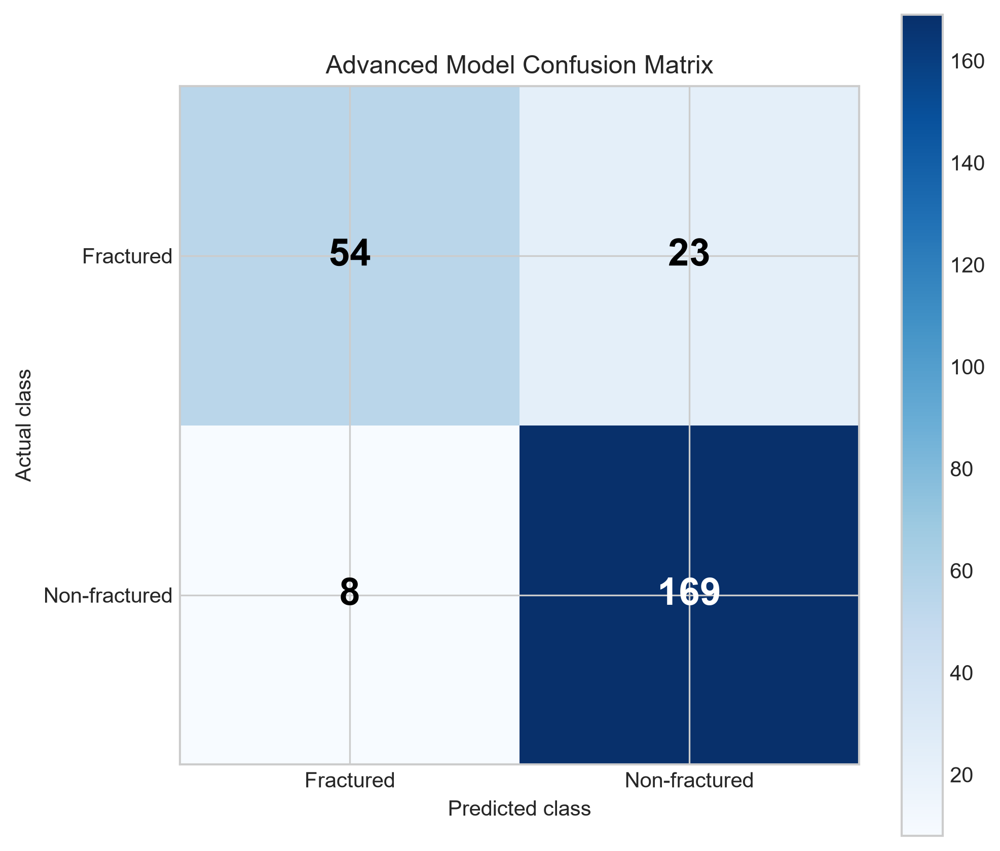 Advanced Model Confusion Matrix
Actual class
Fractured
54
23
Non-fractured
8
169
Fractured
Non-fractured
Predicted class
160
140
120
100
80
60
40
20